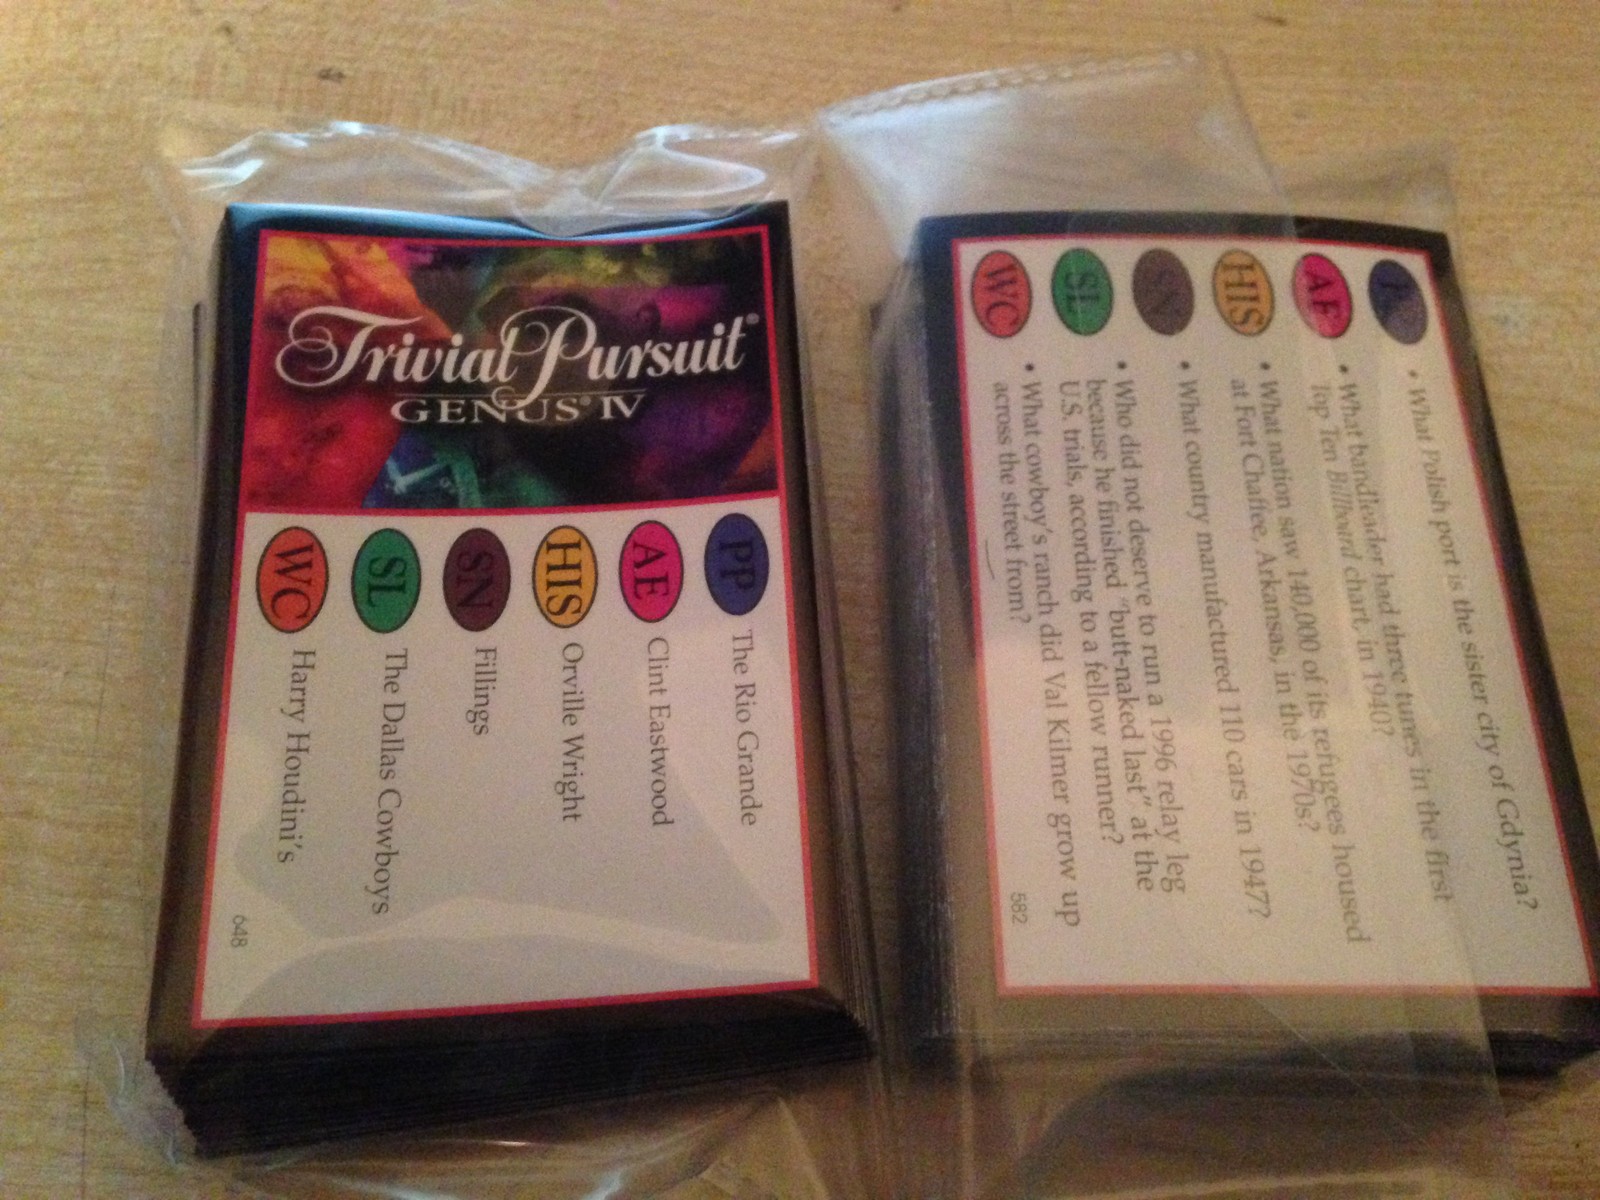 Trivial Pursuit®
GENUS® IV
PP The Rio Grande
AE Clint Eastwood
HIS Orville Wright
SN Fillings
SL The Dallas Cowboys
WC Harry Houdini's
648
• What Polish port is the sister city of Gdynia?
AE • What bandleader had three tunes in the first
Top Ten Billboard chart, in 1940?
HIS • What nation saw 140,000 of its refugees housed
at Fort Chaffee, Arkansas, in the 1970s?
SN • What country manufactured 110 cars in 1947?
SL • Who did not deserve to run a 1996 relay leg
because he finished "butt-naked last" at the
U.S. trials, according to a fellow runner?
WC • What cowboy's ranch did Val Kilmer grow up
across the street from?
582